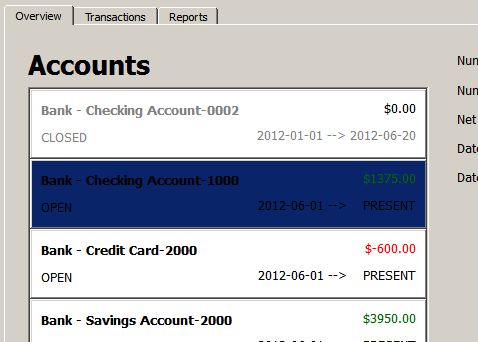 Overview Transactions Reports
Accounts
Bank - Checking Account-0002 $0.00
CLOSED 2012-01-01 --> 2012-06-20
Bank - Checking Account-1000 $1375.00
OPEN 2012-06-01 --> PRESENT
Bank - Credit Card-2000 $-600.00
OPEN 2012-06-01 --> PRESENT
Bank - Savings Account-2000 $3950.00
Num
Num
Net
Date
Date